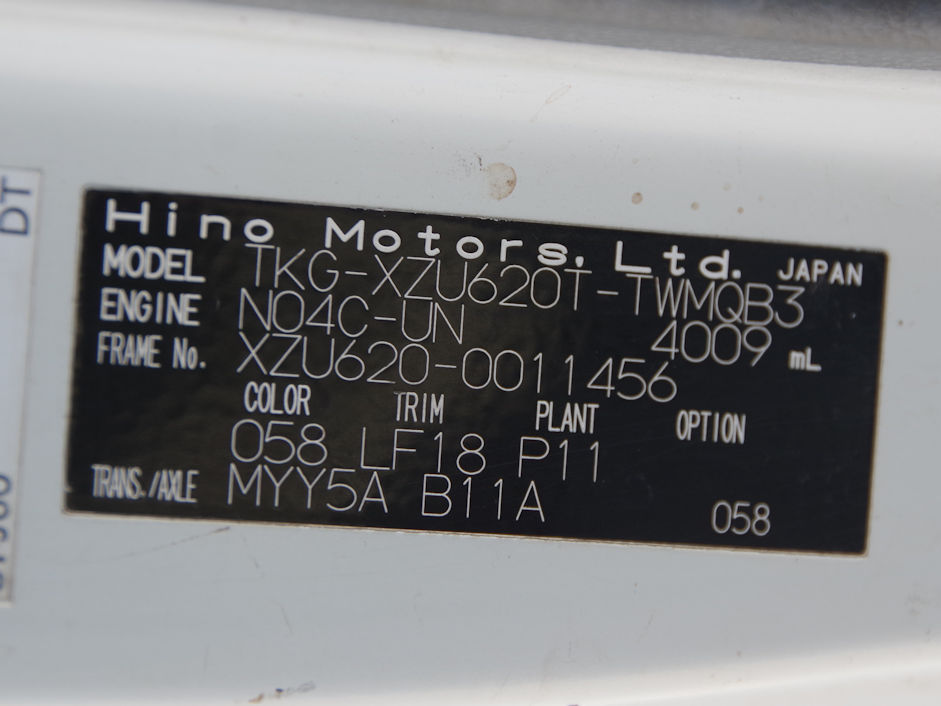 Hino Motors, Ltd. JAPAN
MODEL TKG-XZU620T-TWMQB3
ENGINE N04C-UN 4009 mL
FRAME No. XZU620-0011456
COLOR TRIM PLANT OPTION
058 LF18 P11
TRANS./AXLE MYY5A B11A 058
DT